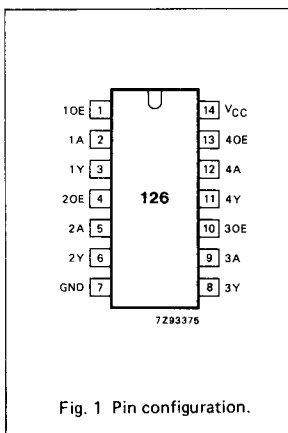 1OE 1 14 VCC
1A 2 13 4OE
1Y 3 12 4A
2OE 4 11 4Y
126
2A 5 10 3OE
2Y 6 9 3A
GND 7 8 3Y
7Z93375
Fig. 1 Pin configuration.